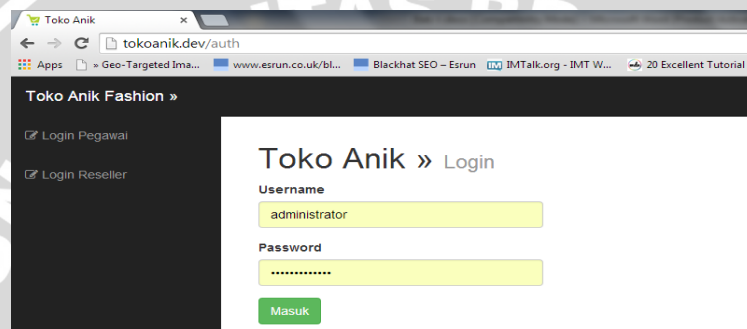 Toko Anik
tokoanik.dev/auth
Apps » Geo-Targeted Ima... www.esrun.co.uk/bl... Blackhat SEO – Esrun IMTalk.org - IMT W... 20 Excellent Tutorial
Toko Anik Fashion »
Login Pegawai
Login Reseller
Toko Anik » Login
Username
administrator
Password
•••••••••••••
Masuk